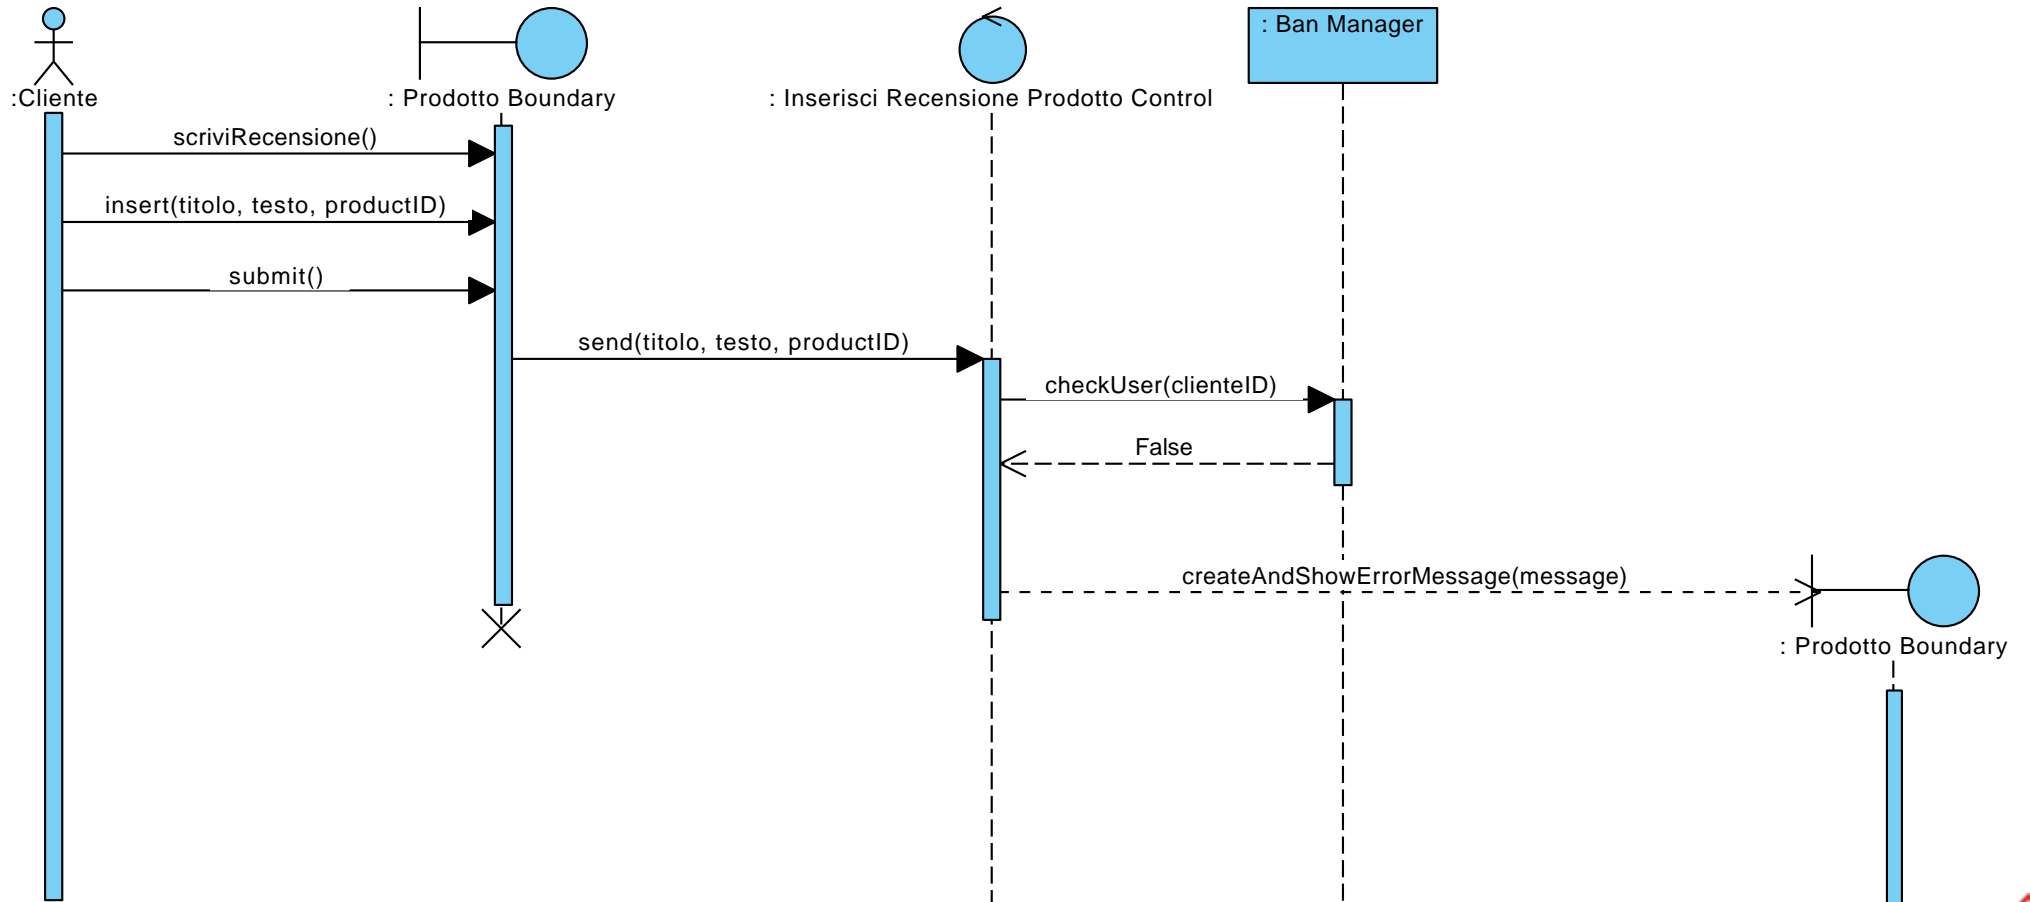 : Ban Manager
:Cliente
: Prodotto Boundary
: Inserisci Recensione Prodotto Control
scriviRecensione()
insert(titolo, testo, productID)
submit()
send(titolo, testo, productID)
checkUser(clienteID)
False
createAndShowErrorMessage(message)
: Prodotto Boundary